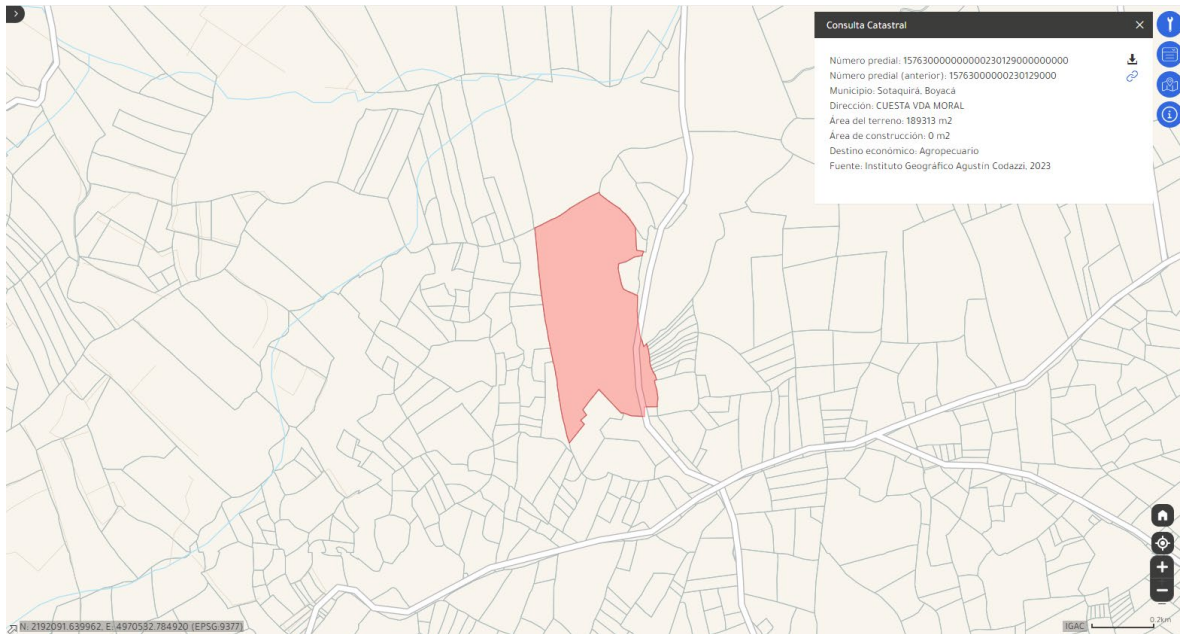 Consulta Catastral
Número predial: 157630000000000230129000000000
Número predial (anterior): 15763000000230129000
Municipio: Sotaquirá, Boyacá
Dirección: CUESTA VDA MORAL
Área del terreno: 189313 m2
Área de construcción: 0 m2
Destino económico: Agropecuario
Fuente: Instituto Geográfico Agustín Codazzi, 2023
N: 2192091.639962, E: 4970532.784920 (EPSG:9377)
IGAC
0.2km